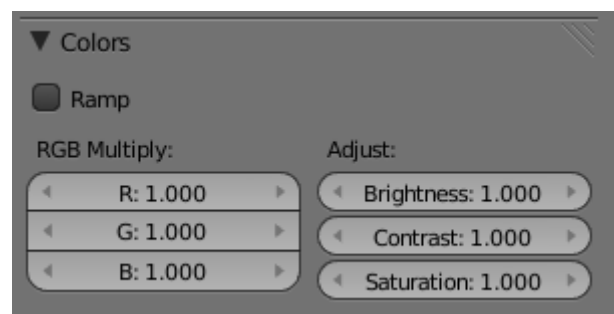 Colors
Ramp
RGB Multiply:
R: 1.000
G: 1.000
B: 1.000
Adjust:
Brightness: 1.000
Contrast: 1.000
Saturation: 1.000